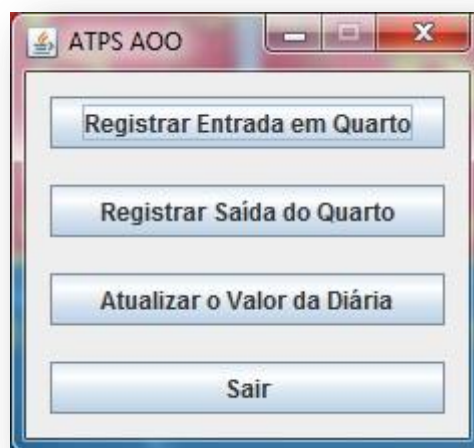 ATPS AOO
Registrar Entrada em Quarto
Registrar Saída do Quarto
Atualizar o Valor da Diária
Sair